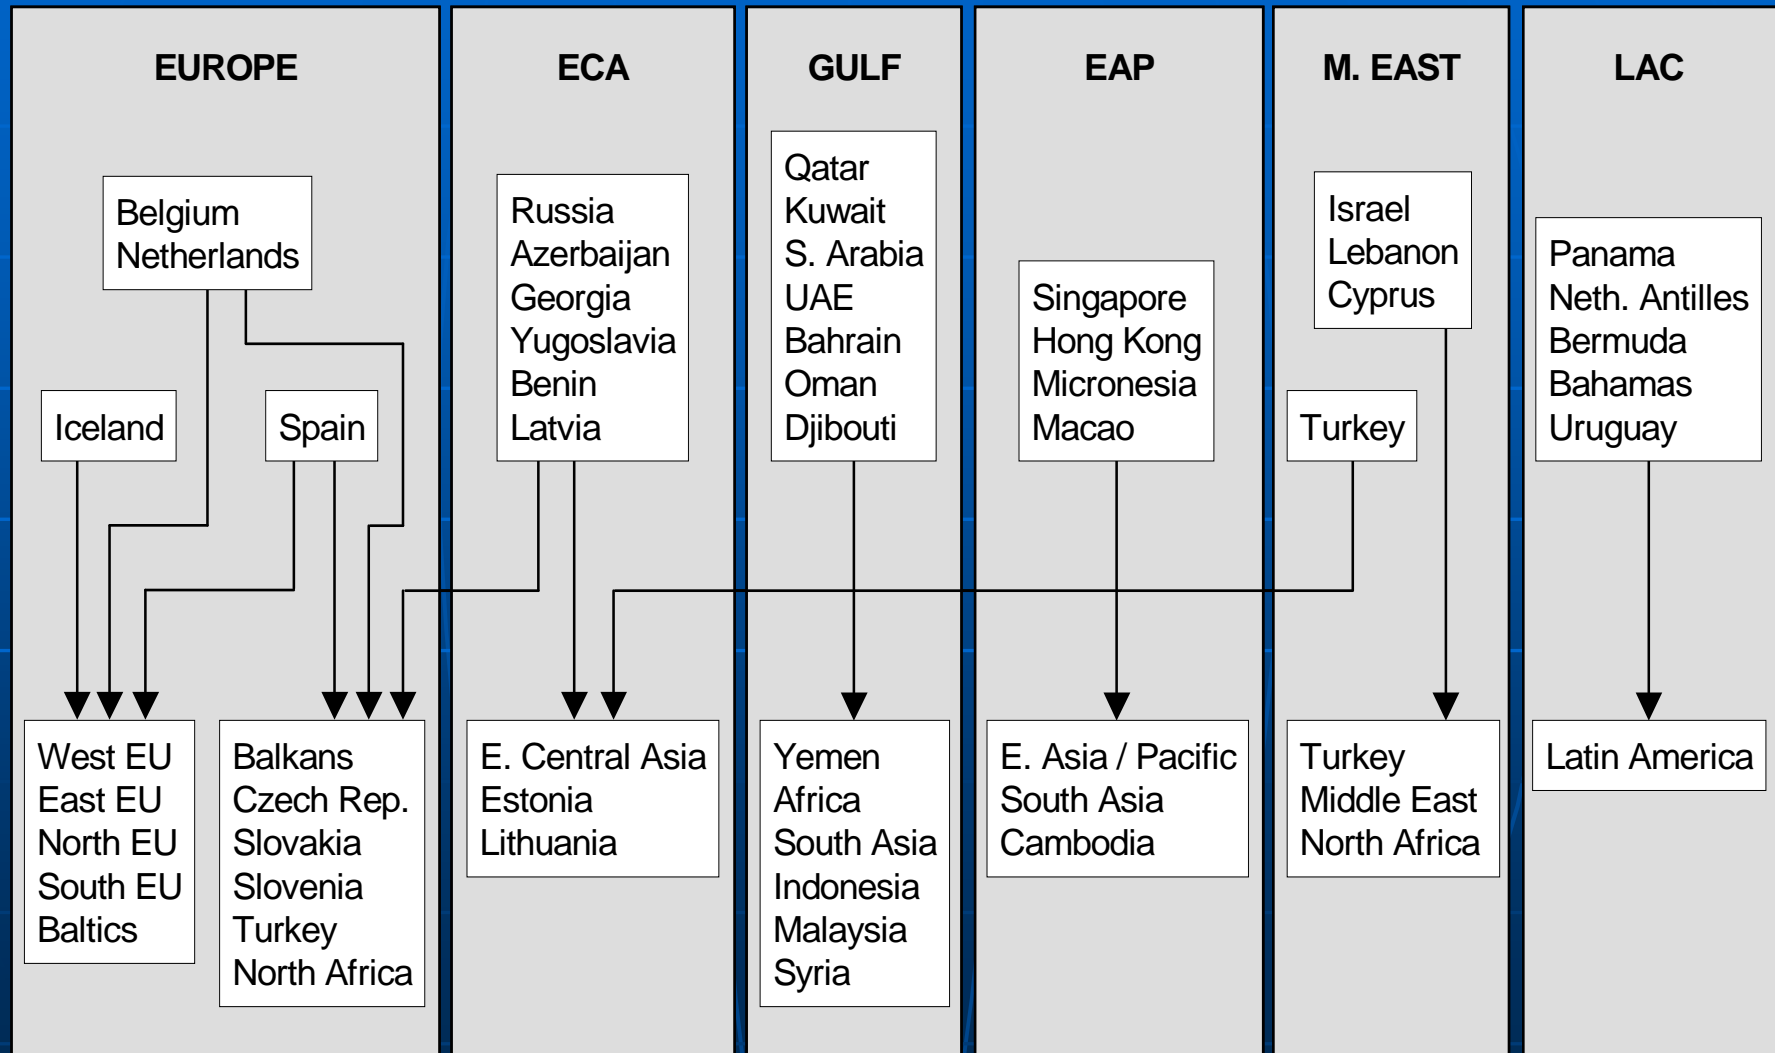 EUROPE
ECA
GULF
EAP
M. EAST
LAC
Belgium
Netherlands
Iceland
Spain
Russia
Azerbaijan
Georgia
Yugoslavia
Benin
Latvia
Qatar
Kuwait
S. Arabia
UAE
Bahrain
Oman
Djibouti
Singapore
Hong Kong
Micronesia
Macao
Israel
Lebanon
Cyprus
Turkey
Panama
Neth. Antilles
Bermuda
Bahamas
Uruguay
West EU
East EU
North EU
South EU
Baltics
Balkans
Czech Rep.
Slovakia
Slovenia
Turkey
North Africa
E. Central Asia
Estonia
Lithuania
Yemen
Africa
South Asia
Indonesia
Malaysia
Syria
E. Asia / Pacific
South Asia
Cambodia
Turkey
Middle East
North Africa
Latin America